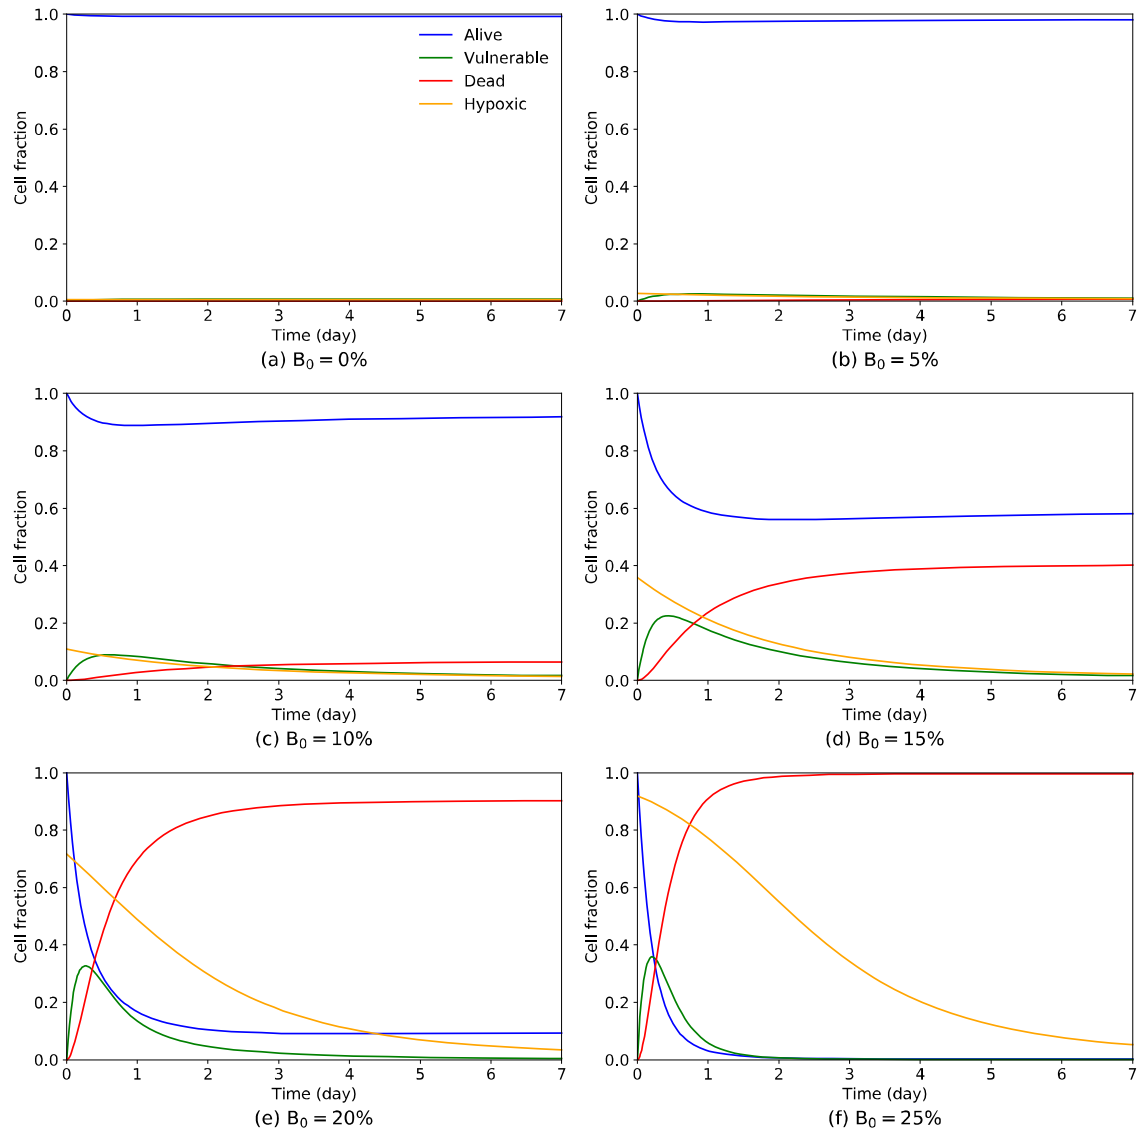 1.0
0.8
0.6
0.4
0.2
0.0
Cell fraction
Alive
Vulnerable
Dead
Hypoxic
0 1 2 3 4 5 6 7
Time (day)
(a) B₀ = 0%
1.0
0.8
0.6
0.4
0.2
0.0
Cell fraction
0 1 2 3 4 5 6 7
Time (day)
(b) B₀ = 5%
1.0
0.8
0.6
0.4
0.2
0.0
Cell fraction
0 1 2 3 4 5 6 7
Time (day)
(c) B₀ = 10%
1.0
0.8
0.6
0.4
0.2
0.0
Cell fraction
0 1 2 3 4 5 6 7
Time (day)
(d) B₀ = 15%
1.0
0.8
0.6
0.4
0.2
0.0
Cell fraction
0 1 2 3 4 5 6 7
Time (day)
(e) B₀ = 20%
1.0
0.8
0.6
0.4
0.2
0.0
Cell fraction
0 1 2 3 4 5 6 7
Time (day)
(f) B₀ = 25%